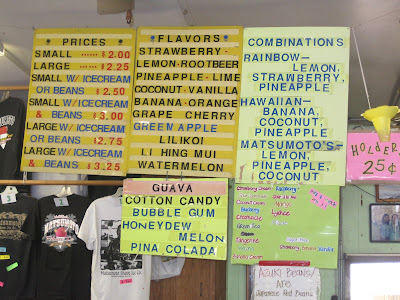 PRICES
SMALL $2.00
LARGE $2.25
SMALL W/ICECREAM
OR BEANS $2.50
SMALL W/ICECREAM
& BEANS $3.00
LARGE W/ICECREAM
OR BEANS $2.75
LARGE W/ICECREAM
& BEANS $3.25
FLAVORS
STRAWBERRY-
LEMON-ROOTBEER
PINEAPPLE-LIME
COCONUT-VANILLA
BANANA-ORANGE
GRAPE CHERRY
GREEN APPLE
LILIKOI
LI HING MUI
WATERMELON
GUAVA
COTTON CANDY
BUBBLE GUM
HONEYDEW
MELON
PINA COLADA
COMBINATIONS
RAINBOW-
LEMON,
STRAWBERRY,
PINEAPPLE
HAWAIIAN-
BANANA,
COCONUT,
PINEAPPLE
MATSUMOTO'S-
LEMON,
PINEAPPLE,
COCONUT
HOLDERS
25¢
Raspberry
Azuki Beans/
are
Japanese Red Beans